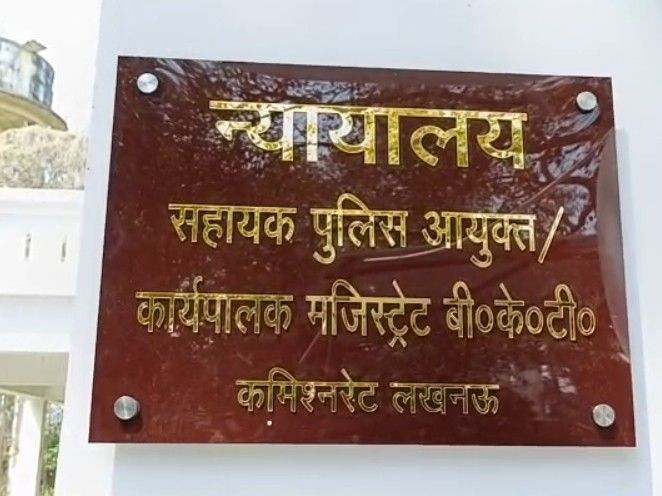 न्यायालय
सहायक पुलिस आयुक्त/
कार्यपालक मजिस्ट्रेट बी०के०टी०
कमिश्नरेट लखनऊ